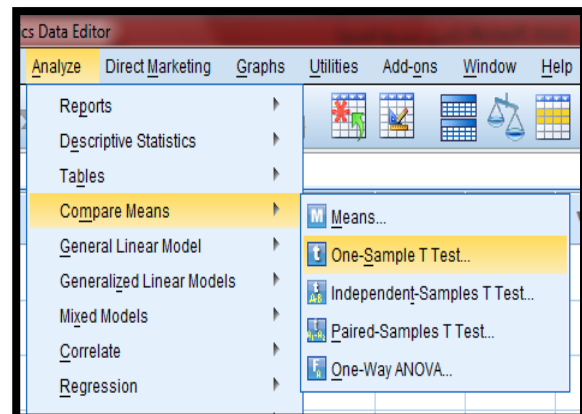 cs Data Editor
Analyze Direct Marketing Graphs Utilities Add-ons Window Help
Reports
Descriptive Statistics
Tables
Compare Means
General Linear Model
Generalized Linear Models
Mixed Models
Correlate
Regression
M Means...
t One-Sample T Test...
Independent-Samples T Test...
Paired-Samples T Test...
One-Way ANOVA...